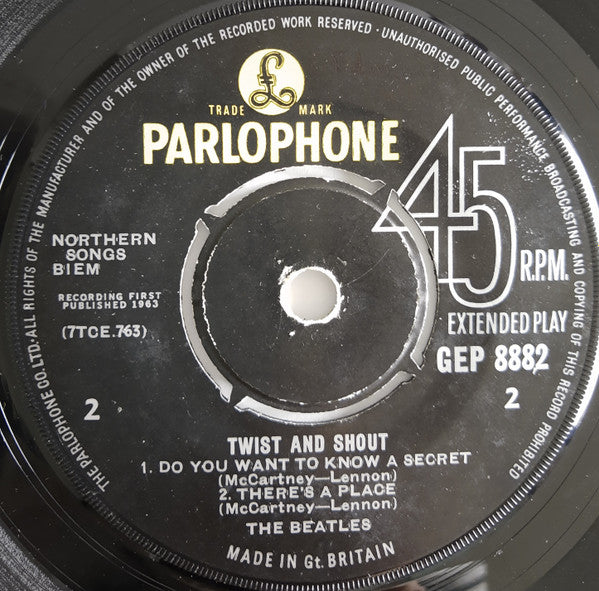 THE PARLOPHONE CO.LTD·ALL RIGHTS OF THE MANUFACTURER AND OF THE OWNER OF THE RECORDED WORK RESERVED · UNAUTHORISED PUBLIC PERFORMANCE BROADCASTING AND COPYING OF THIS RECORD PROHIBITED
£
TRADE MARK
PARLOPHONE
45
R.P.M.
EXTENDED PLAY
GEP 8882
NORTHERN
SONGS
BIEM
RECORDING FIRST
PUBLISHED 1963
(7TCE.763)
2
2
TWIST AND SHOUT
1. DO YOU WANT TO KNOW A SECRET
(McCartney—Lennon)
2. THERE'S A PLACE
(McCartney—Lennon)
THE BEATLES
MADE IN Gt. BRITAIN